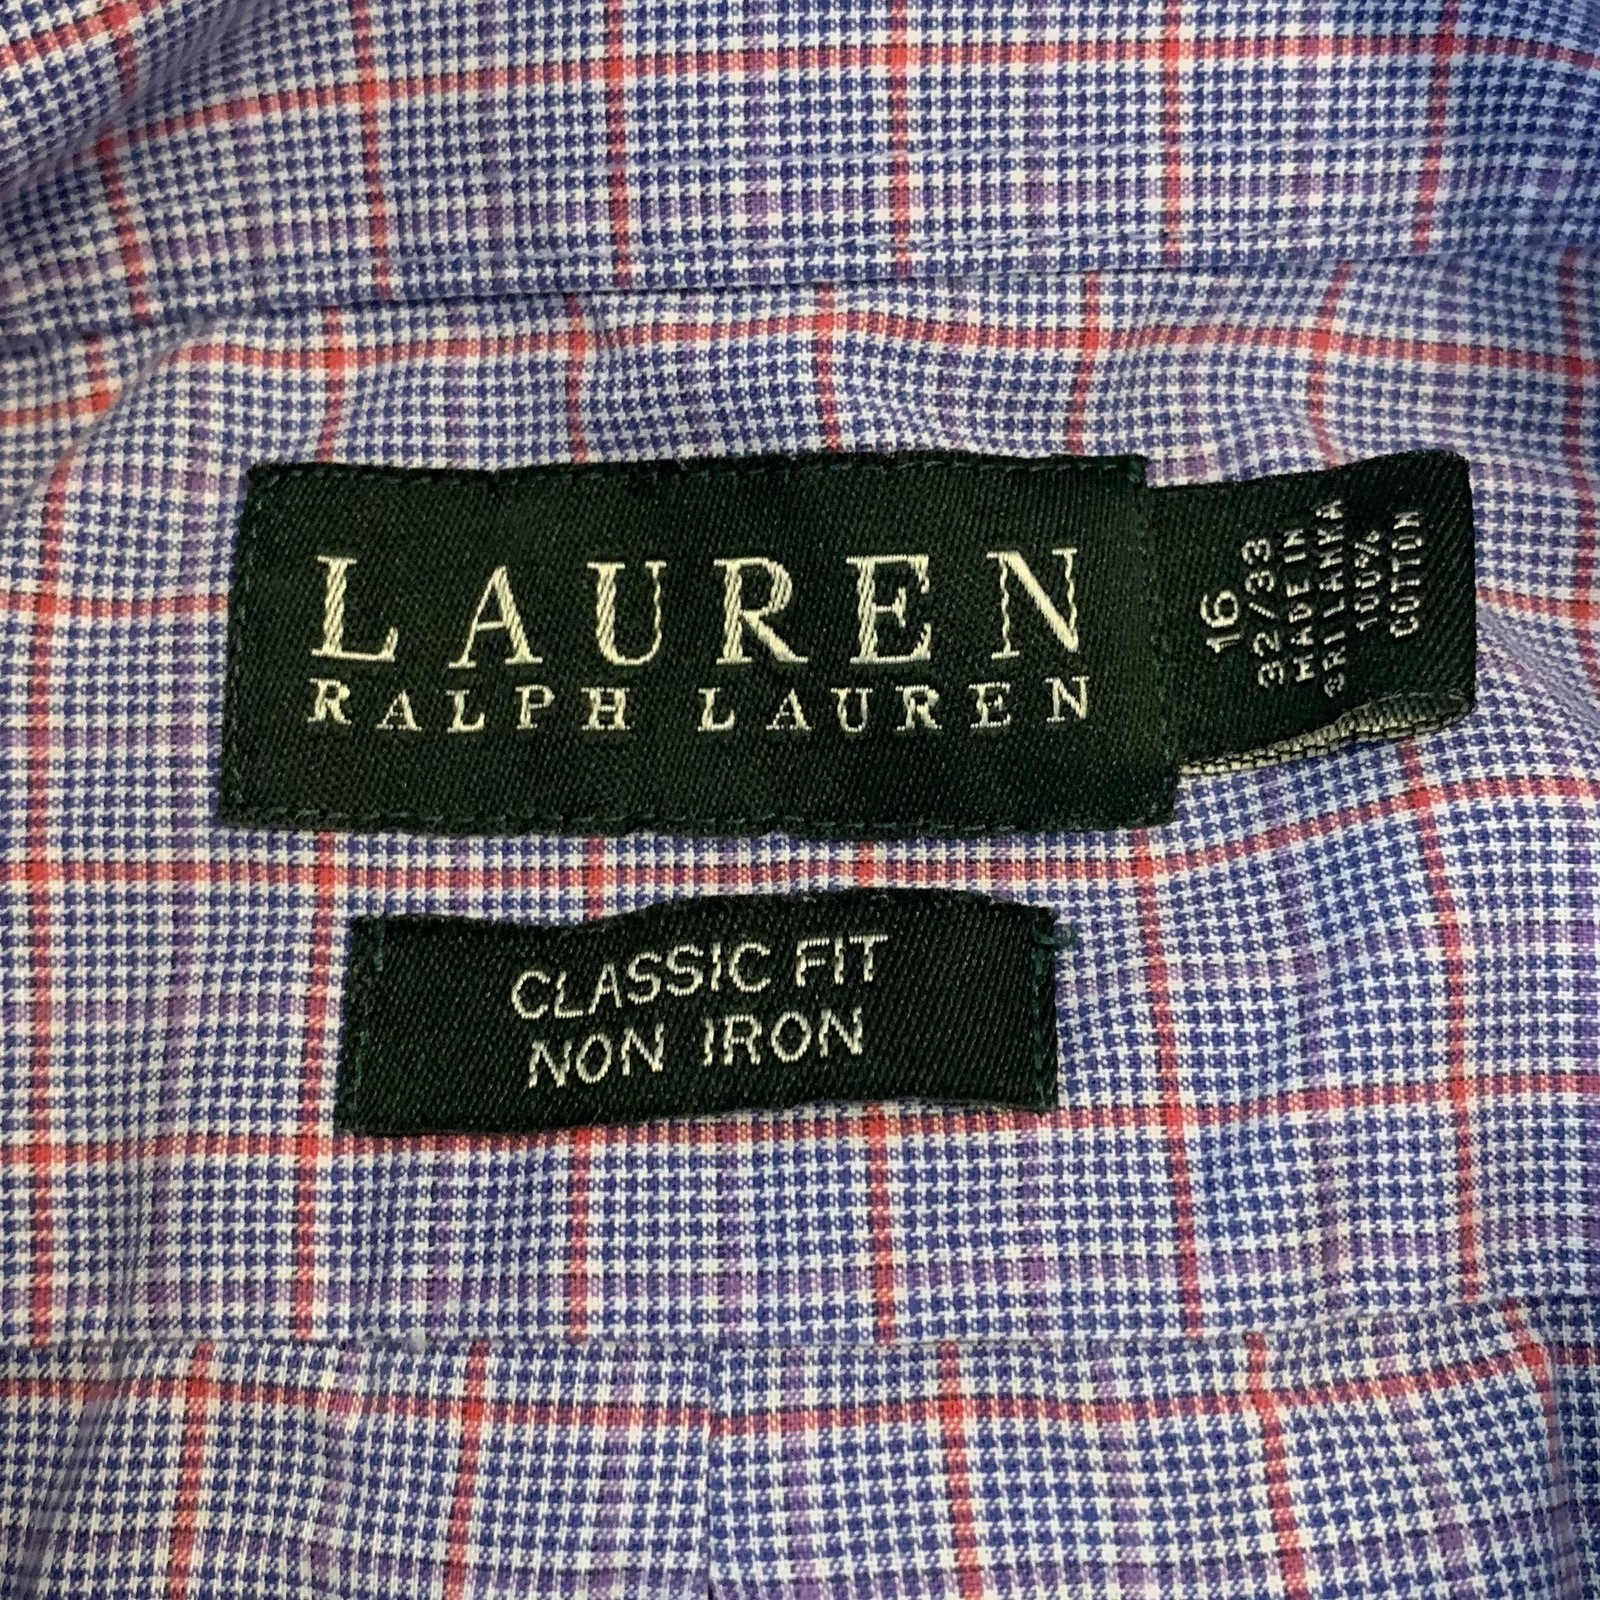 LAUREN
RALPH LAUREN
16
32/33
MADE IN
SRI LANKA
100%
COTTON
CLASSIC FIT
NON IRON